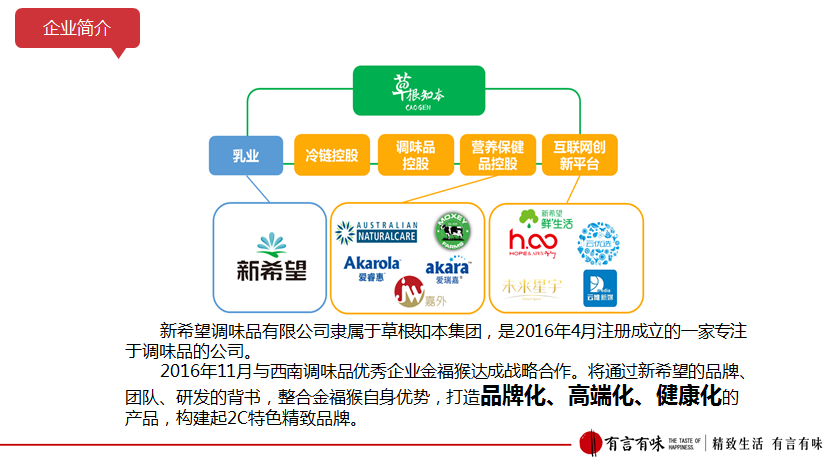 企业简介
草根知本
CAOGEN
乳业
冷链控股
调味品
控股
营养保健
品控股
互联网创
新平台
新希望
AUSTRALIAN
NATURALCARE
MOXEY
FARMS
Akarola
爱睿惠
akara
爱瑞嘉
JW
嘉外
新希望
鲜生活
h.oo
云优选
未来星宇
云媒新媒
新希望调味品有限公司隶属于草根知本集团，是2016年4月注册成立的一家专注
于调味品的公司。
2016年11月与西南调味品优秀企业金福猴达成战略合作。将通过新希望的品牌、
团队、研发的背书，整合金福猴自身优势，打造品牌化、高端化、健康化的
产品，构建起2C特色精致品牌。
有言有味 THE TASTE OF HAPPINESS. 精致生活 有言有味